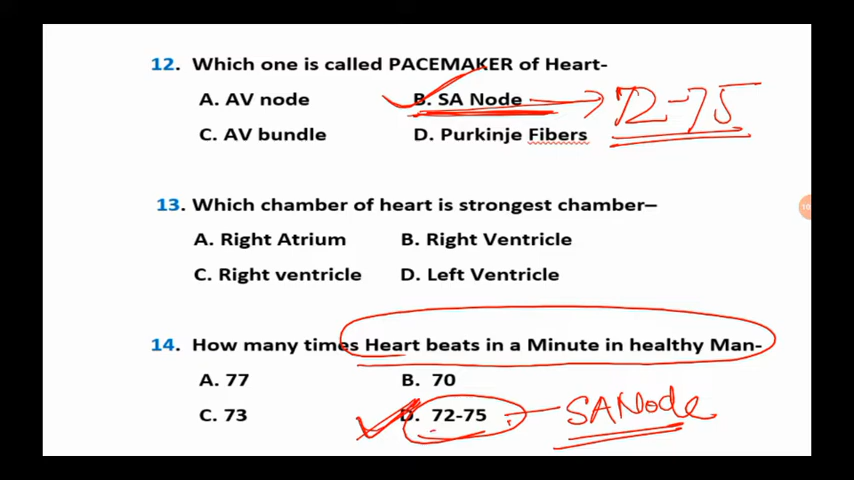 12. Which one is called PACEMAKER of Heart-
A. AV node B. SA Node 72-75
C. AV bundle D. Purkinje Fibers
13. Which chamber of heart is strongest chamber–
A. Right Atrium B. Right Ventricle
C. Right ventricle D. Left Ventricle
14. How many times Heart beats in a Minute in healthy Man-
A. 77 B. 70
C. 73 D. 72-75 SANode